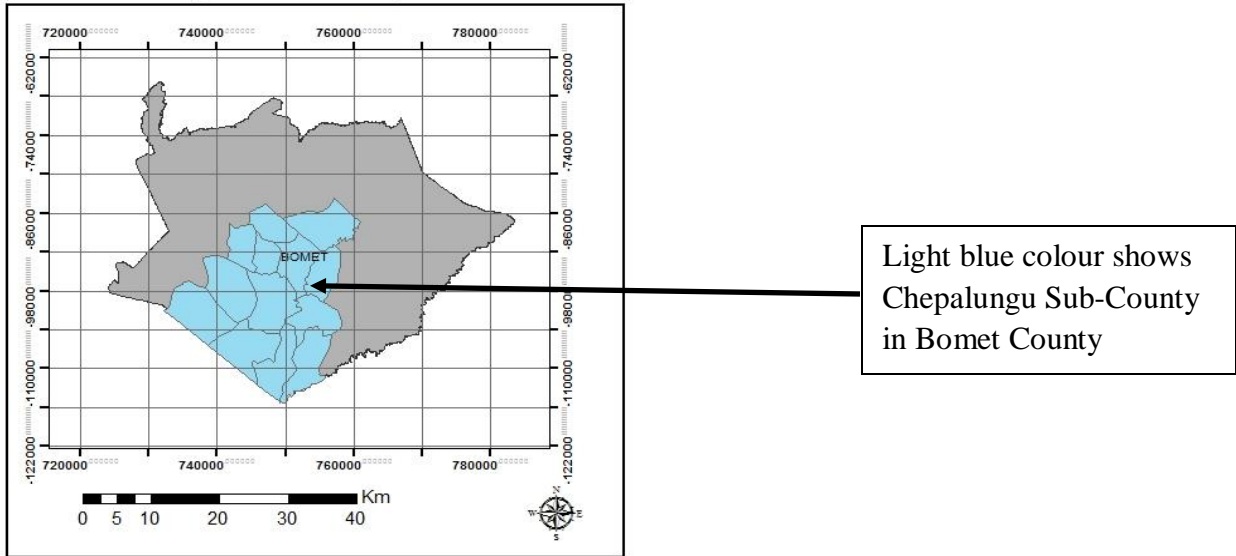 720000 740000 760000 780000
-62000 -62000
-74000 -74000
-86000 -86000
BOMET
-98000 -98000
-110000 -110000
-122000 -122000
720000 740000 760000 780000
Km
0 5 10 20 30 40
N
W E
S
Light blue colour shows
Chepalungu Sub-County
in Bomet County